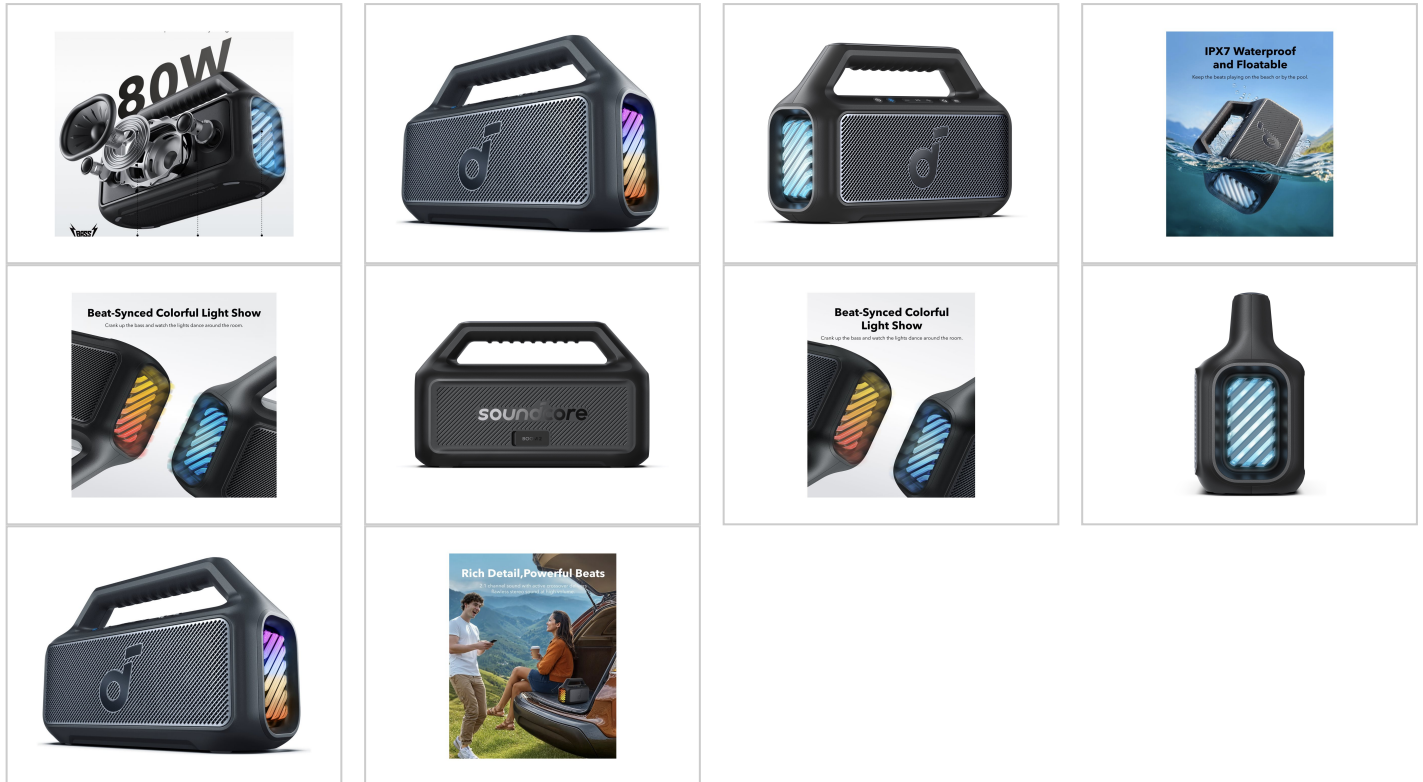 80W
BASS
IPX7 Waterproof
and Floatable
Keep the beats playing on the beach or by the pool.
Beat-Synced Colorful Light Show
Crank up the bass and watch the lights dance around the room.
soundcore
Beat-Synced Colorful
Light Show
Crank up the bass and watch the lights dance around the room.
Rich Detail,Powerful Beats